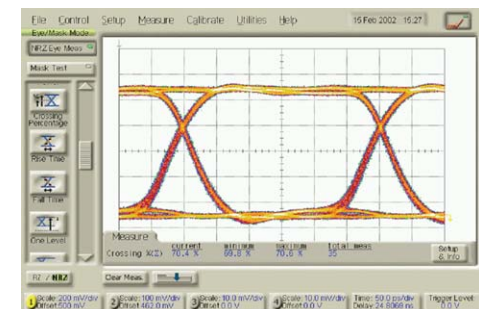 File Control Setup Measure Calibrate Utilities Help 15 Feb 2002 15:27
Eye/Mask Mode
NRZ Eye Meas
Mask Test
Crossing
Percentage
Rise Time
Fall Time
One Level
Measure
current minimum maximum total meas
Crossing %(1) 70.4 % 69.8 % 70.6 % 35
Setup
& Info
RZ / NRZ
Clear Meas
1 Scale: 200 mV/div 2 Scale: 100 mV/div 3 Scale: 10.0 mV/div 4 Scale: 10.0 mV/div Time: 50.0 ps/div Trigger Level
Offset: 500 mV Offset: 462.0 mV Offset: 0.0 V Offset: 0.0 V Delay: 24.8068 ns 0.0 V